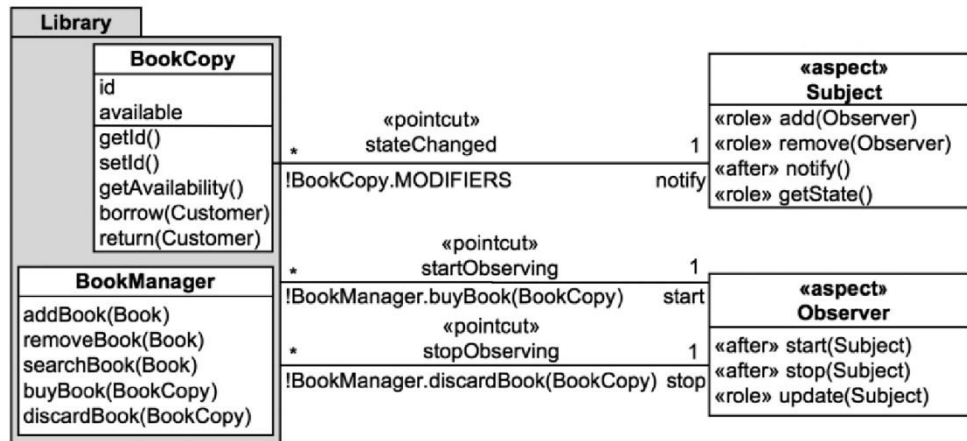 Library
BookCopy
id
available
getId()
setId()
getAvailability()
borrow(Customer)
return(Customer)
BookManager
addBook(Book)
removeBook(Book)
searchBook(Book)
buyBook(BookCopy)
discardBook(BookCopy)
«pointcut»
* stateChanged 1
!BookCopy.MODIFIERS notify
«pointcut»
* startObserving 1
!BookManager.buyBook(BookCopy) start
«pointcut»
* stopObserving 1
!BookManager.discardBook(BookCopy) stop
«aspect»
Subject
«role» add(Observer)
«role» remove(Observer)
«after» notify()
«role» getState()
«aspect»
Observer
«after» start(Subject)
«after» stop(Subject)
«role» update(Subject)